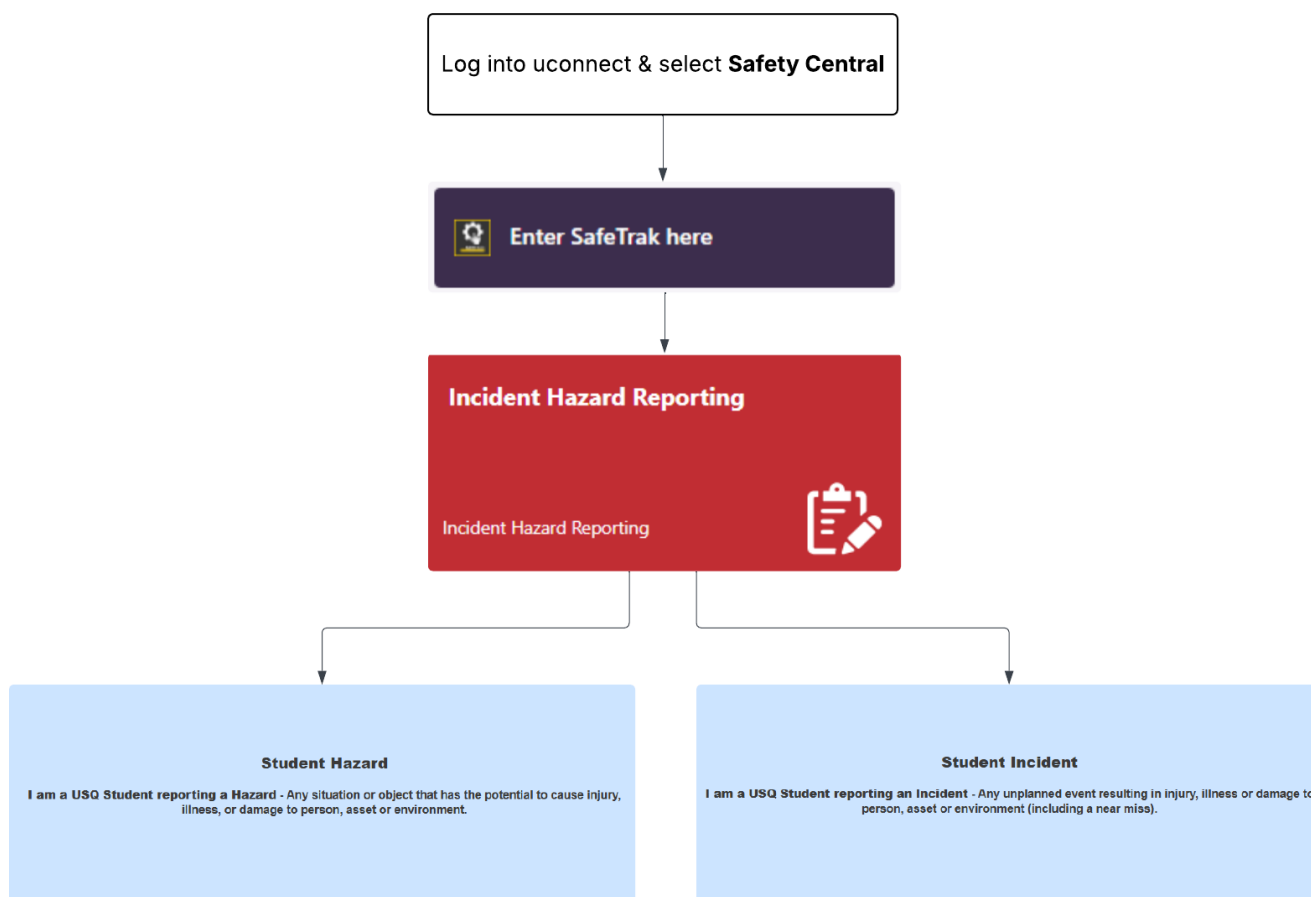 Log into uconnect & select Safety Central
Enter SafeTrak here
Incident Hazard Reporting
Incident Hazard Reporting
Student Hazard
I am a USQ Student reporting a Hazard - Any situation or object that has the potential to cause injury,
illness, or damage to person, asset or environment.
Student Incident
I am a USQ Student reporting an Incident - Any unplanned event resulting in injury, illness or damage to
person, asset or environment (including a near miss).